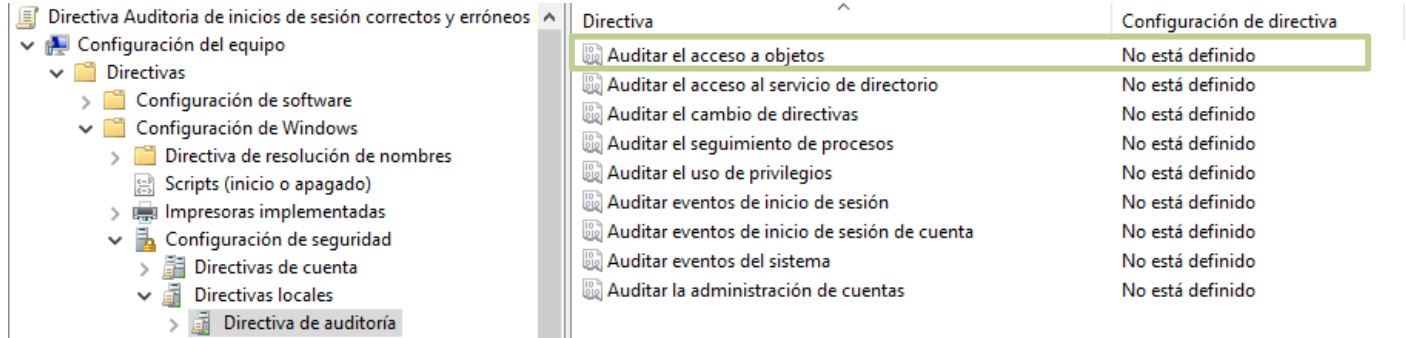 Directiva Auditoria de inicios de sesión correctos y erróneos
Configuración del equipo
Directivas
Configuración de software
Configuración de Windows
Directiva de resolución de nombres
Scripts (inicio o apagado)
Impresoras implementadas
Configuración de seguridad
Directivas de cuenta
Directivas locales
Directiva de auditoría
Directiva Configuración de directiva
Auditar el acceso a objetos No está definido
Auditar el acceso al servicio de directorio No está definido
Auditar el cambio de directivas No está definido
Auditar el seguimiento de procesos No está definido
Auditar el uso de privilegios No está definido
Auditar eventos de inicio de sesión No está definido
Auditar eventos de inicio de sesión de cuenta No está definido
Auditar eventos del sistema No está definido
Auditar la administración de cuentas No está definido